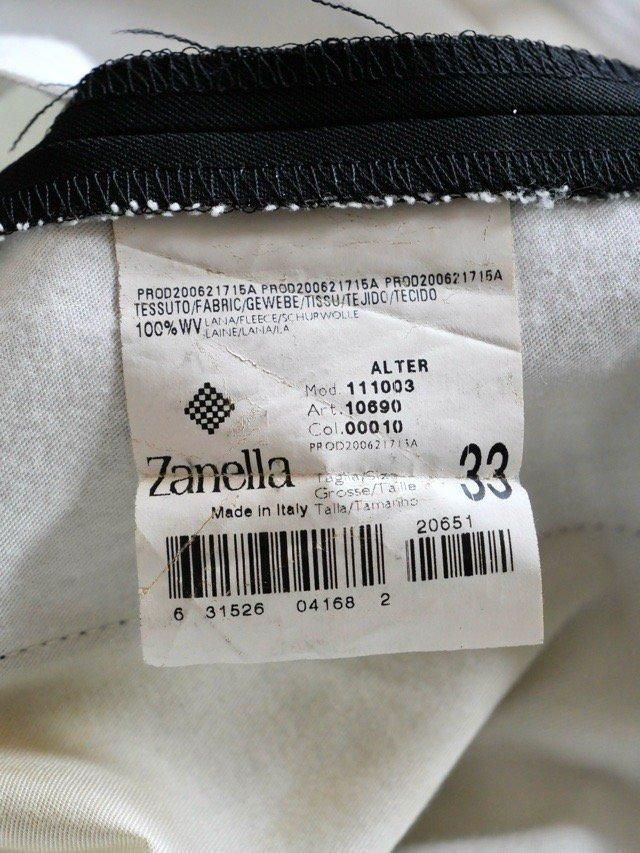 PROD200621715A PROD200621715A PROD200621715A
TESSUTO/FABRIC/GEWEBE/TISSU/TEJIDO/TECIDO
100%WV LANA/FLEECE/SCHURWOLLE
LAINE/LANA/LA
ALTER
Mod. 111003
Art. 10690
Col. 00010
PROD200621715A
Zanella
Taglia/Size
Grosse/Taille
33
Made in Italy Talla/Tamanho
20651
6 31526 04168 2